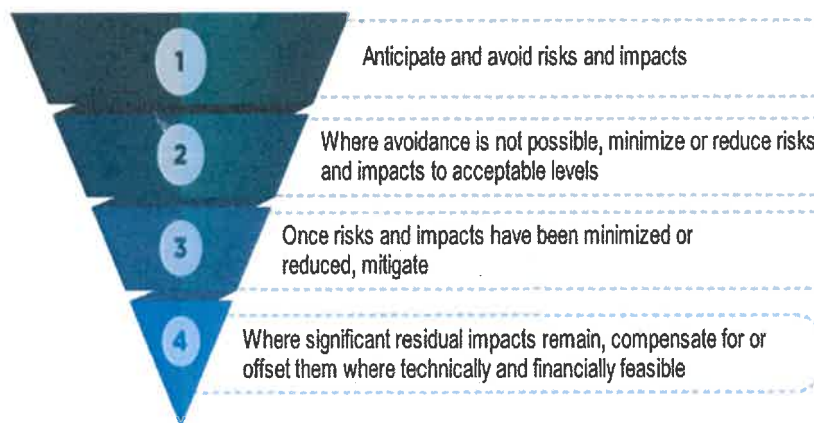 1
Anticipate and avoid risks and impacts
2
Where avoidance is not possible, minimize or reduce risks
and impacts to acceptable levels
3
Once risks and impacts have been minimized or
reduced, mitigate
4
Where significant residual impacts remain, compensate for or
offset them where technically and financially feasible